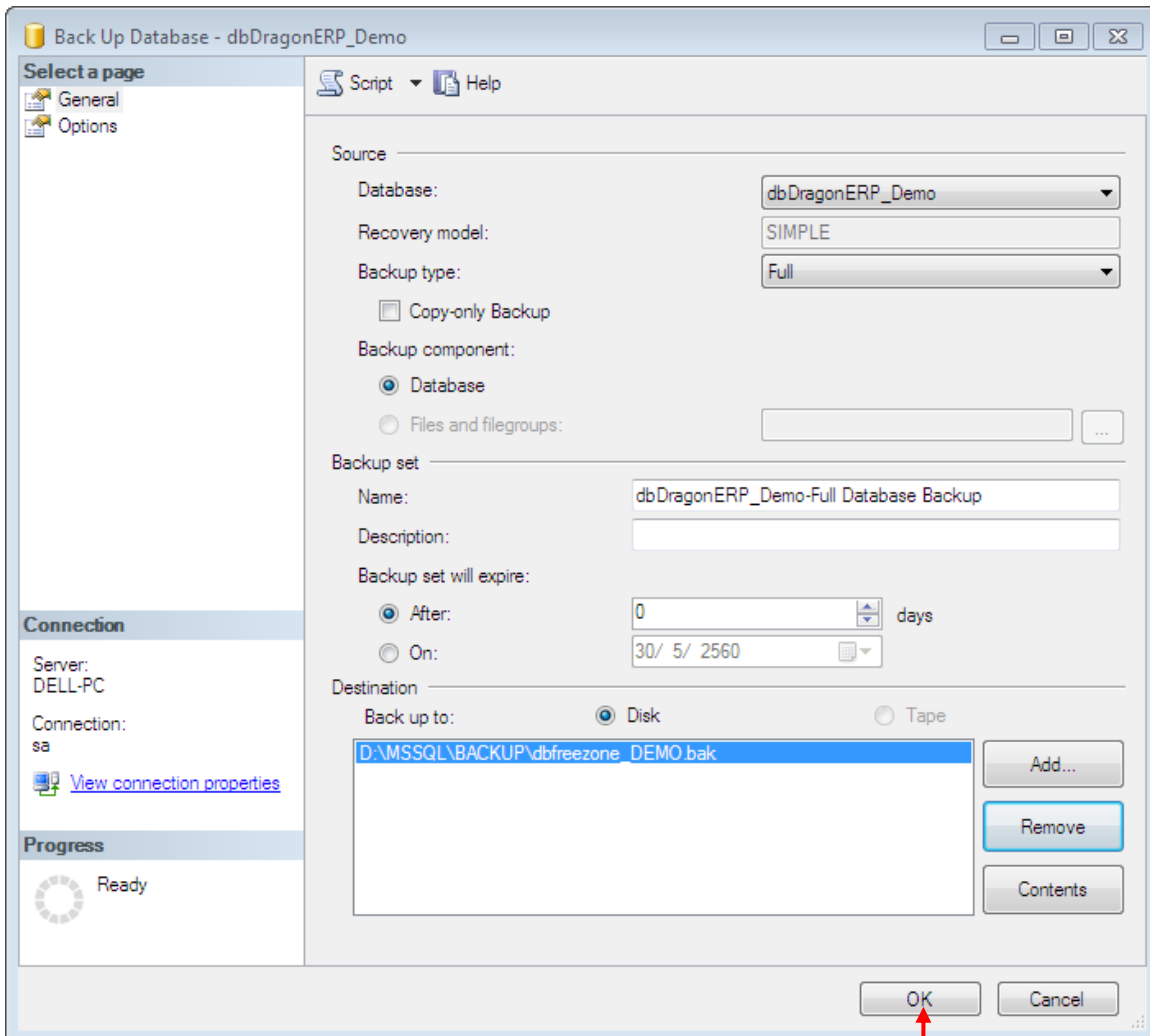 Back Up Database - dbDragonERP_Demo
Select a page
General
Options
Script
Help
Source
Database:
dbDragonERP_Demo
Recovery model:
SIMPLE
Backup type:
Full
Copy-only Backup
Backup component:
Database
Files and filegroups:
...
Backup set
Name:
dbDragonERP_Demo-Full Database Backup
Description:
Backup set will expire:
After:
0
days
On:
30/ 5/ 2560
Destination
Back up to:
Disk
Tape
D:\MSSQL\BACKUP\dbfreezone_DEMO.bak
Add...
Remove
Contents
Connection
Server:
DELL-PC
Connection:
sa
View connection properties
Progress
Ready
OK
Cancel